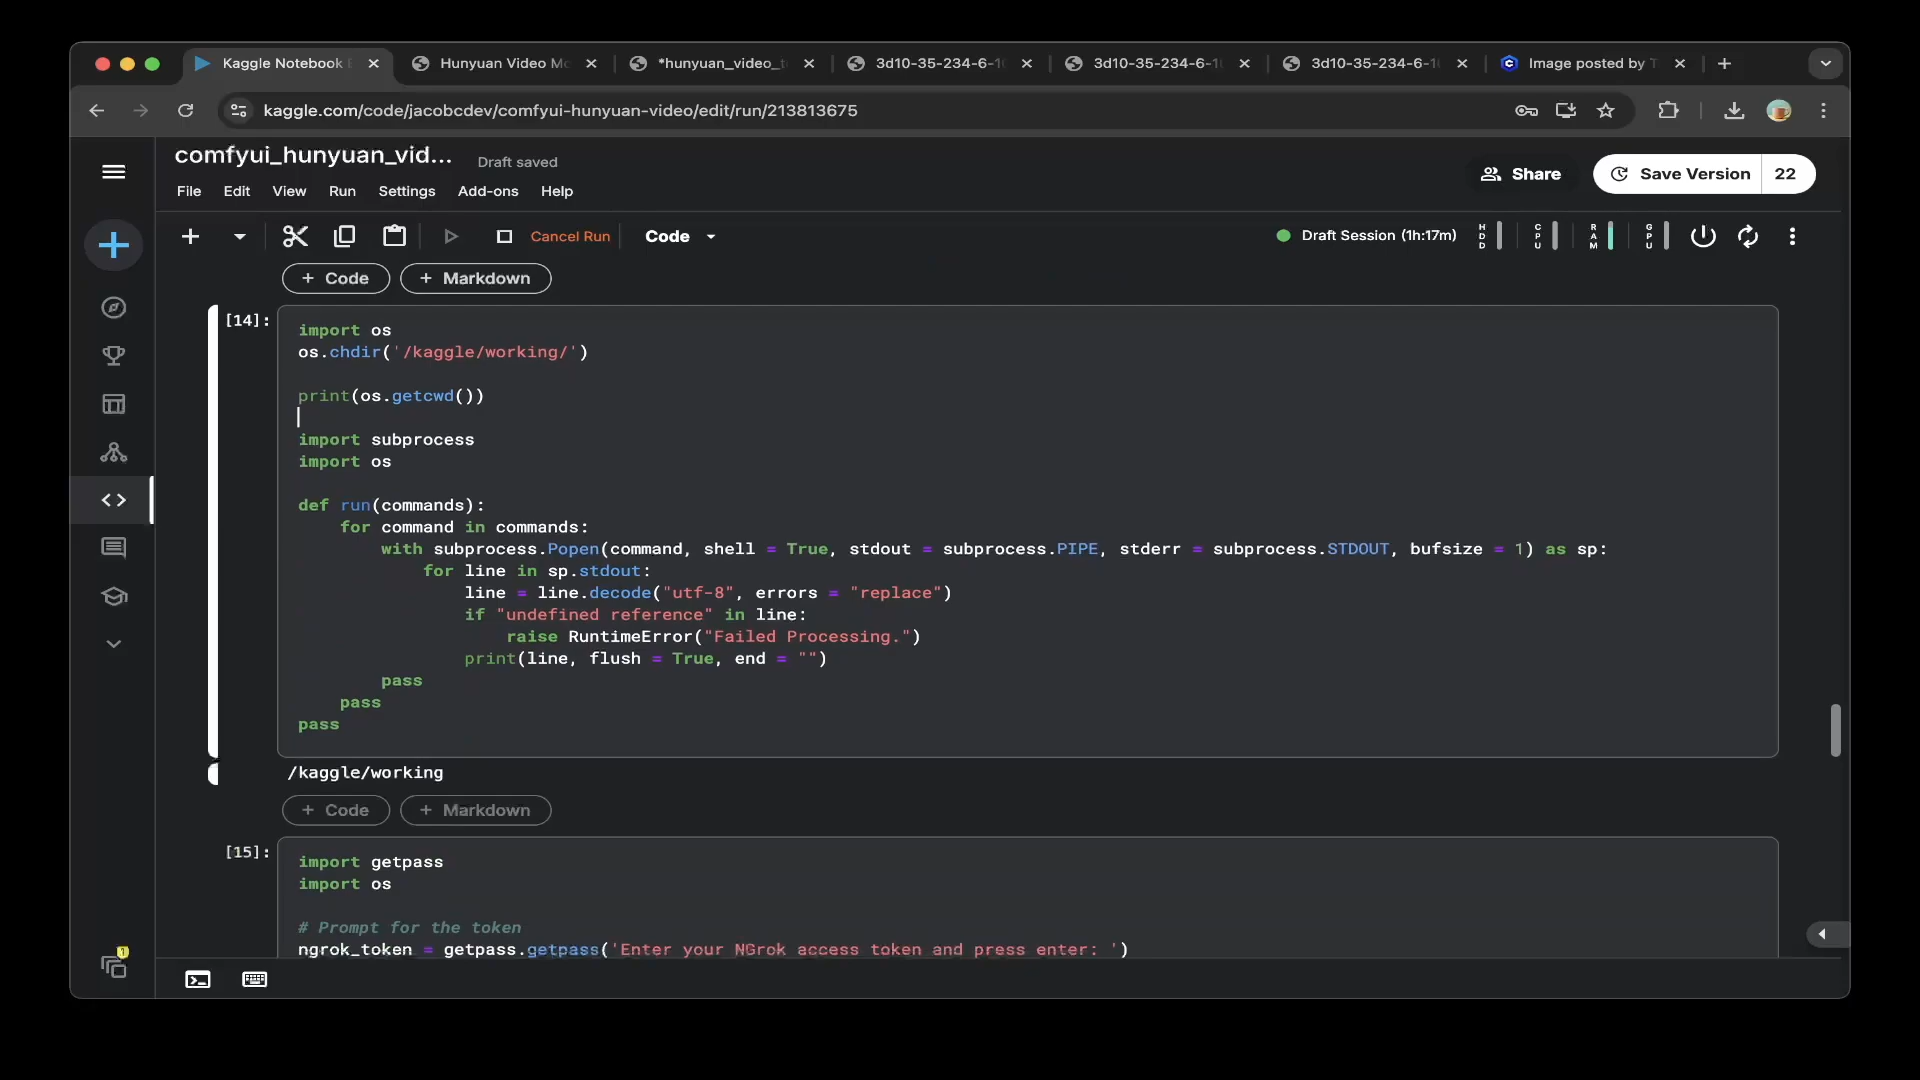 Kaggle Notebook E
Hunyuan Video Mo
*hunyuan_video_t
3d10-35-234-6-1
3d10-35-234-6-1
3d10-35-234-6-1
Image posted by T
kaggle.com/code/jacobcdev/comfyui-hunyuan-video/edit/run/213813675
comfyui_hunyuan_vid... Draft saved
File Edit View Run Settings Add-ons Help
Share
Save Version 22
Cancel Run
Code
Draft Session (1h:17m)
HDD
CPU
RAM
GPU
+ Code + Markdown
[14]:
import os
os.chdir('/kaggle/working/')
print(os.getcwd())
import subprocess
import os
def run(commands):
for command in commands:
with subprocess.Popen(command, shell = True, stdout = subprocess.PIPE, stderr = subprocess.STDOUT, bufsize = 1) as sp:
for line in sp.stdout:
line = line.decode("utf-8", errors = "replace")
if "undefined reference" in line:
raise RuntimeError("Failed Processing.")
print(line, flush = True, end = "")
pass
pass
pass
/kaggle/working
+ Code + Markdown
[15]:
import getpass
import os
# Prompt for the token
ngrok_token = getpass.getpass('Enter your NGrok access token and press enter: ')
1